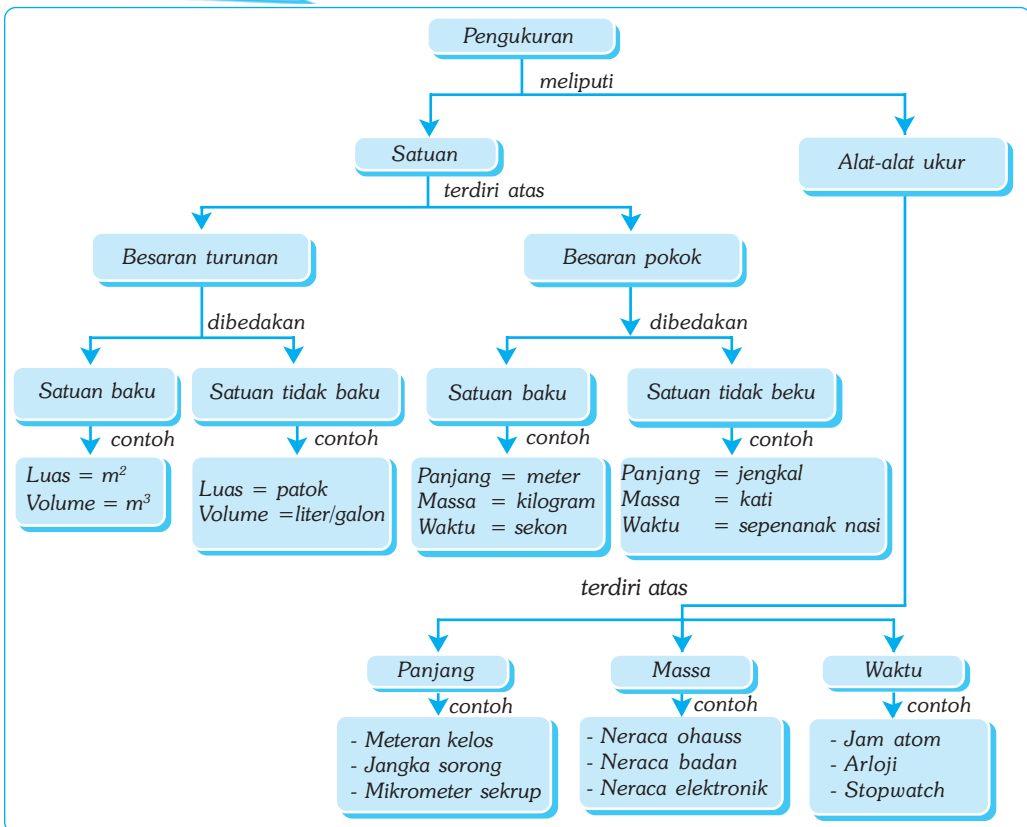 Pengukuran
meliputi
Satuan
Alat-alat ukur
terdiri atas
Besaran turunan
Besaran pokok
dibedakan
dibedakan
Satuan baku
Satuan tidak baku
Satuan baku
Satuan tidak beku
contoh
contoh
contoh
contoh
Luas = m²
Volume = m³
Luas = patok
Volume =liter/galon
Panjang = meter
Massa = kilogram
Waktu = sekon
Panjang = jengkal
Massa = kati
Waktu = sepenanak nasi
terdiri atas
Panjang
Massa
Waktu
contoh
contoh
contoh
- Meteran kelos
- Jangka sorong
- Mikrometer sekrup
- Neraca ohauss
- Neraca badan
- Neraca elektronik
- Jam atom
- Arloji
- Stopwatch